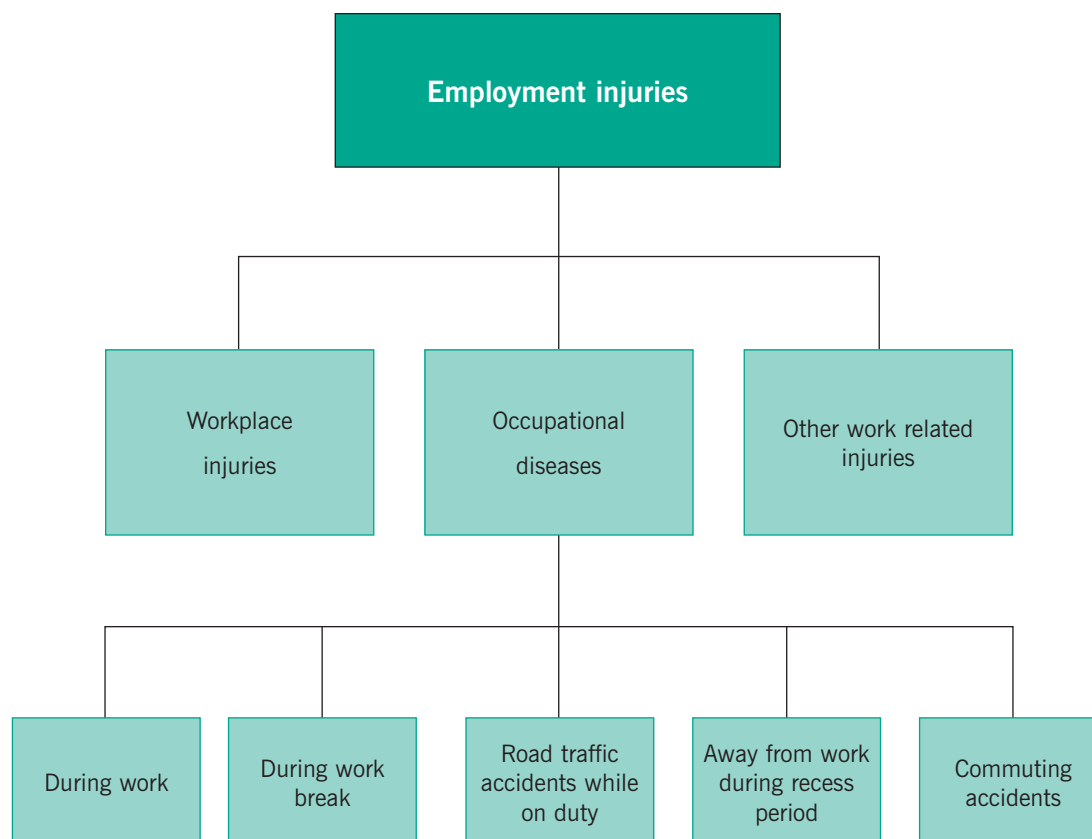 Employment injuries
Workplace
injuries
Occupational
diseases
Other work related
injuries
During work
During work
break
Road traffic
accidents while
on duty
Away from work
during recess
period
Commuting
accidents